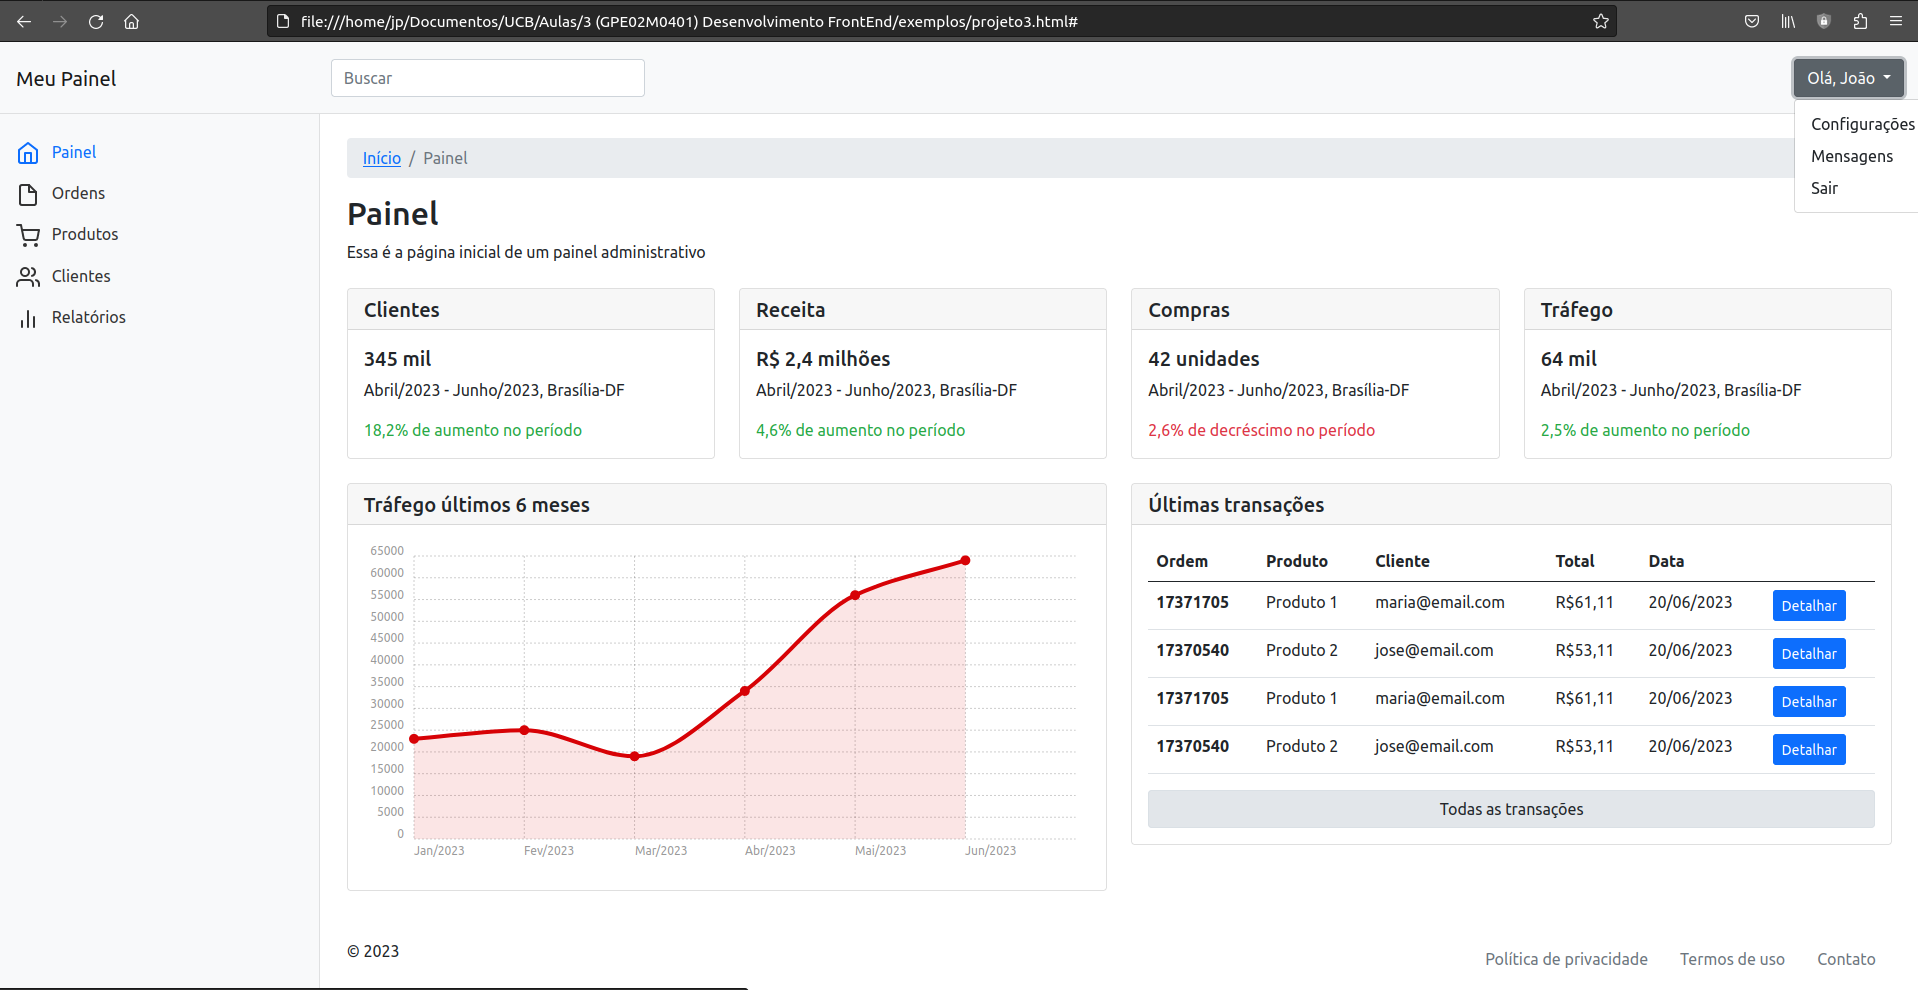 file:///home/jp/Documentos/UCB/Aulas/3 (GPE02M0401) Desenvolvimento FrontEnd/exemplos/projeto3.html#
Meu Painel
Buscar
Olá, João
Configurações
Mensagens
Sair
Painel
Ordens
Produtos
Clientes
Relatórios
Início / Painel
Painel
Essa é a página inicial de um painel administrativo
Clientes
345 mil
Abril/2023 - Junho/2023, Brasília-DF
18,2% de aumento no período
Receita
R$ 2,4 milhões
Abril/2023 - Junho/2023, Brasília-DF
4,6% de aumento no período
Compras
42 unidades
Abril/2023 - Junho/2023, Brasília-DF
2,6% de decréscimo no período
Tráfego
64 mil
Abril/2023 - Junho/2023, Brasília-DF
2,5% de aumento no período
Tráfego últimos 6 meses
65000
60000
55000
50000
45000
40000
35000
30000
25000
20000
15000
10000
5000
0
Jan/2023 Fev/2023 Mar/2023 Abr/2023 Mai/2023 Jun/2023
Últimas transações
Ordem Produto Cliente Total Data
17371705 Produto 1 maria@email.com R$61,11 20/06/2023 Detalhar
17370540 Produto 2 jose@email.com R$53,11 20/06/2023 Detalhar
17371705 Produto 1 maria@email.com R$61,11 20/06/2023 Detalhar
17370540 Produto 2 jose@email.com R$53,11 20/06/2023 Detalhar
Todas as transações
© 2023
Política de privacidade Termos de uso Contato